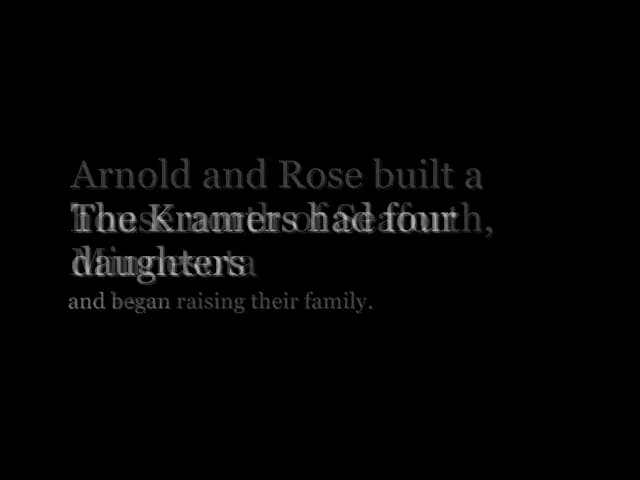 Arnold and Rose built a
The Kramers had four
daughters
and began raising their family.